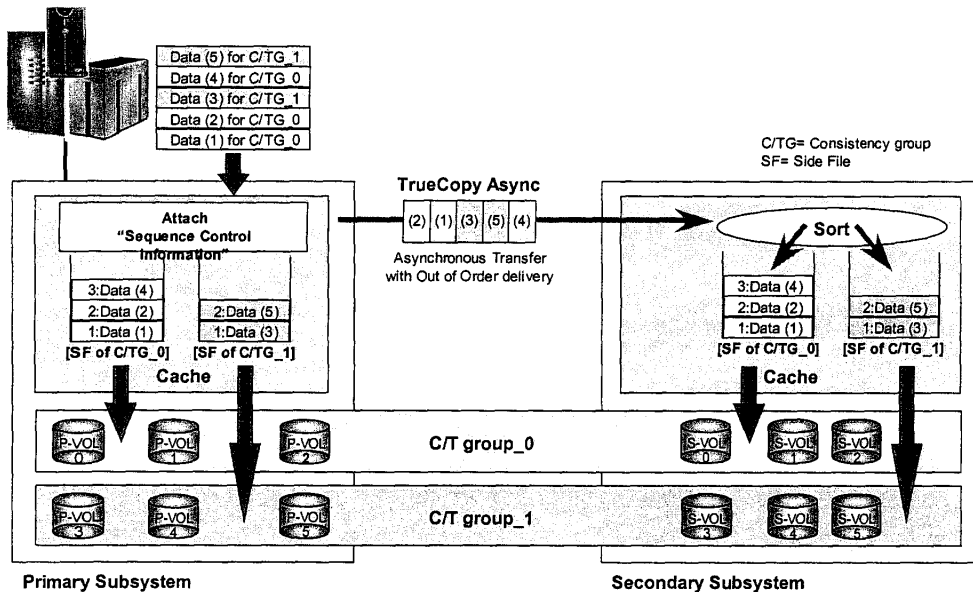 Data (5) for C/TG_1
Data (4) for C/TG_0
Data (3) for C/TG_1
Data (2) for C/TG_0
Data (1) for C/TG_0
C/TG= Consistency group
SF= Side File
TrueCopy Async
(2) (1) (3) (5) (4)
Asynchronous Transfer
with Out of Order delivery
Attach
“Sequence Control
Information”
3:Data (4)
2:Data (2)
1:Data (1)
[SF of C/TG_0]
2:Data (5)
1:Data (3)
[SF of C/TG_1]
Cache
Sort
3:Data (4)
2:Data (2)
1:Data (1)
[SF of C/TG_0]
2:Data (5)
1:Data (3)
[SF of C/TG_1]
Cache
P-VOL 0
P-VOL 1
P-VOL 2
C/T group_0
S-VOL 0
S-VOL 1
S-VOL 2
P-VOL 3
P-VOL 4
P-VOL 5
C/T group_1
S-VOL 3
S-VOL 4
S-VOL 5
Primary Subsystem
Secondary Subsystem